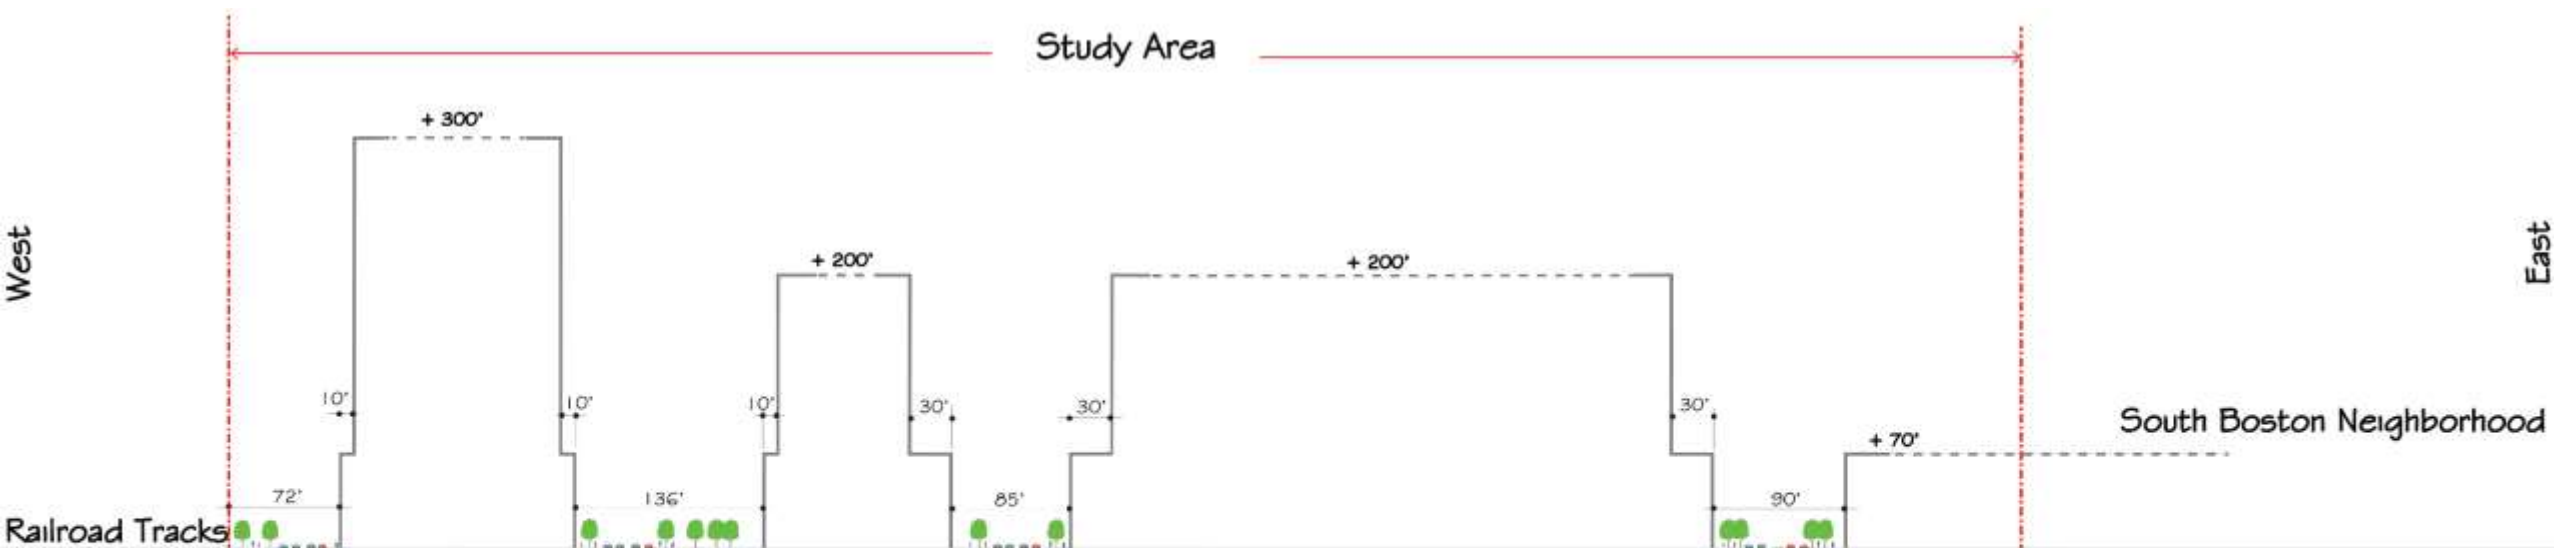 Study Area
+ 300'
+ 200'
+ 200'
West
East
10'
10'
10'
30'
30'
30'
South Boston Neighborhood
+ 70'
72'
136'
85'
90'
Railroad Tracks